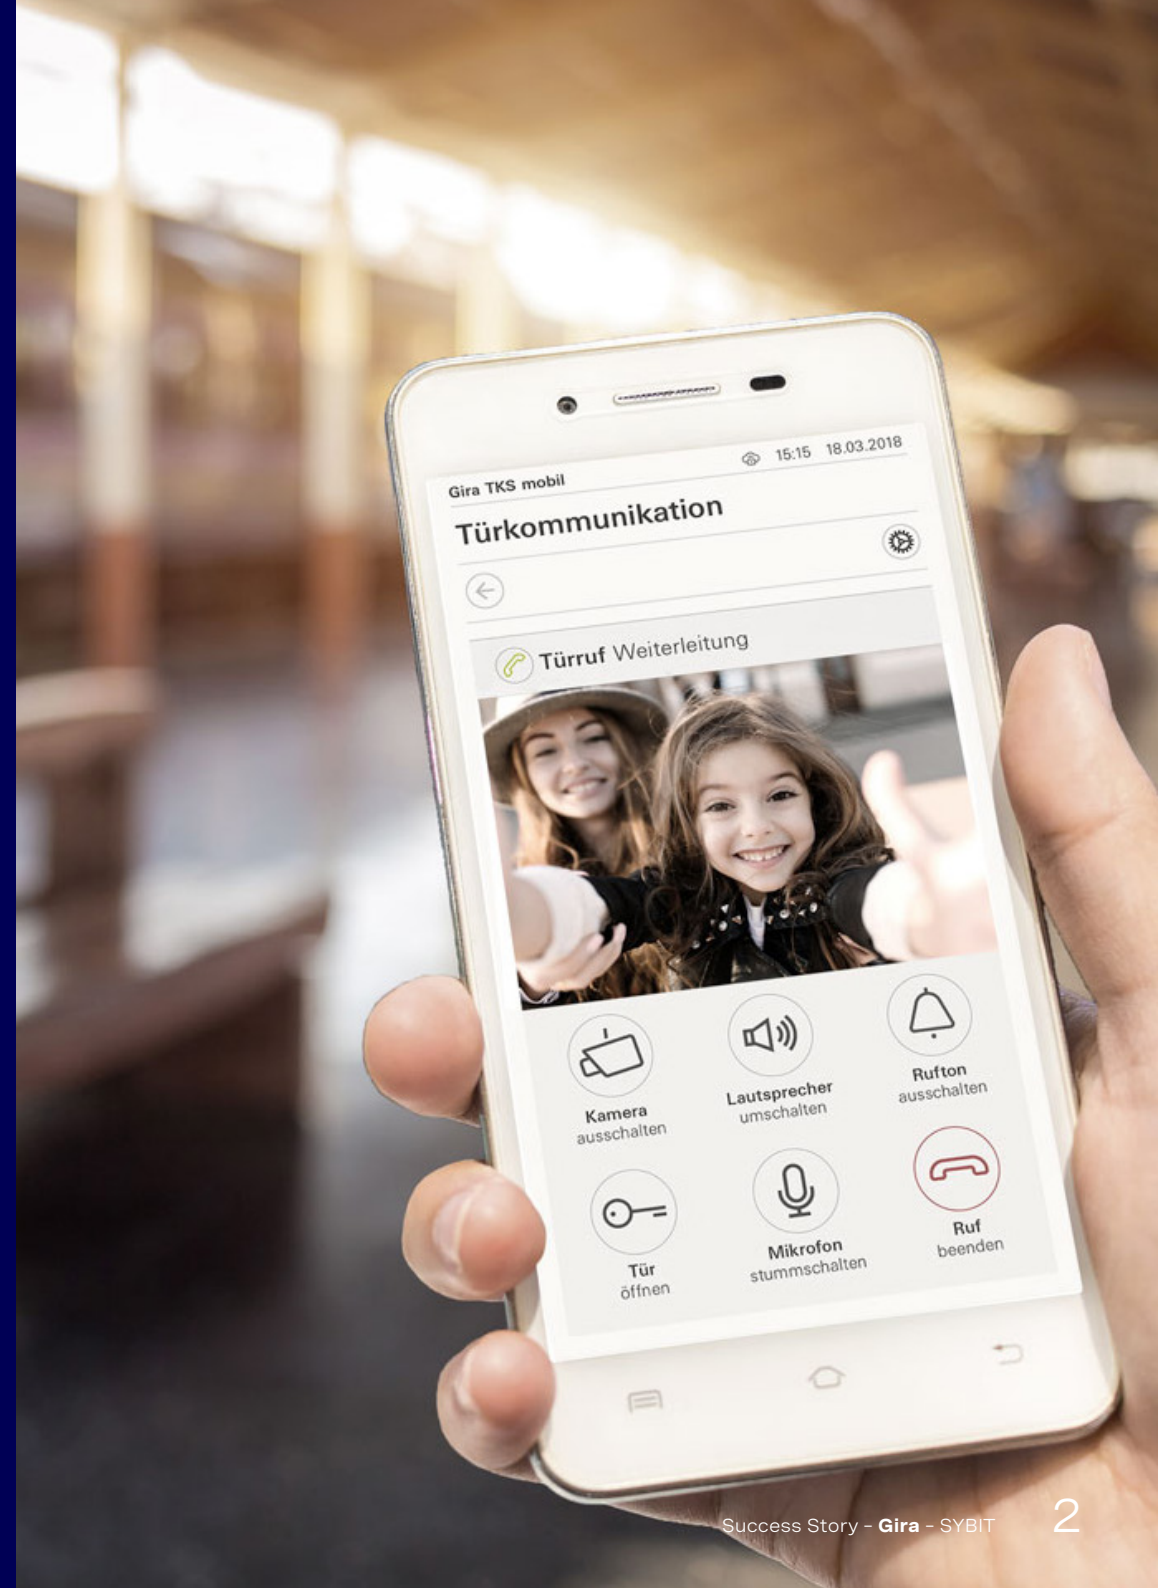 Gira TKS mobil
15:15 18.03.2018
Türkommunikation
Türruf Weiterleitung
Kamera
ausschalten
Lautsprecher
umschalten
Rufton
ausschalten
Tür
öffnen
Mikrofon
stummschalten
Ruf
beenden
Success Story – Gira – SYBIT 2